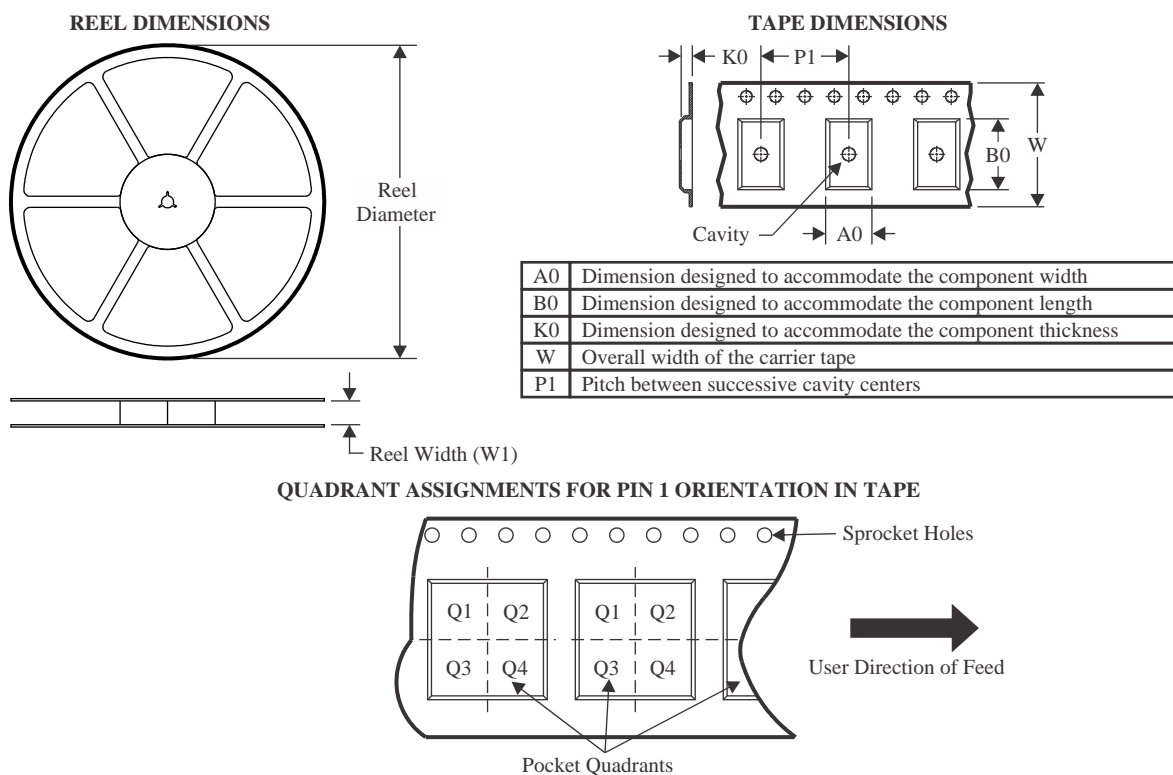 REEL DIMENSIONS
Reel
Diameter
Reel Width (W1)
TAPE DIMENSIONS
K0
P1
B0
W
Cavity
A0
A0 Dimension designed to accommodate the component width
B0 Dimension designed to accommodate the component length
K0 Dimension designed to accommodate the component thickness
W Overall width of the carrier tape
P1 Pitch between successive cavity centers
QUADRANT ASSIGNMENTS FOR PIN 1 ORIENTATION IN TAPE
Sprocket Holes
Q1 Q2 Q1 Q2
Q3 Q4 Q3 Q4
User Direction of Feed
Pocket Quadrants